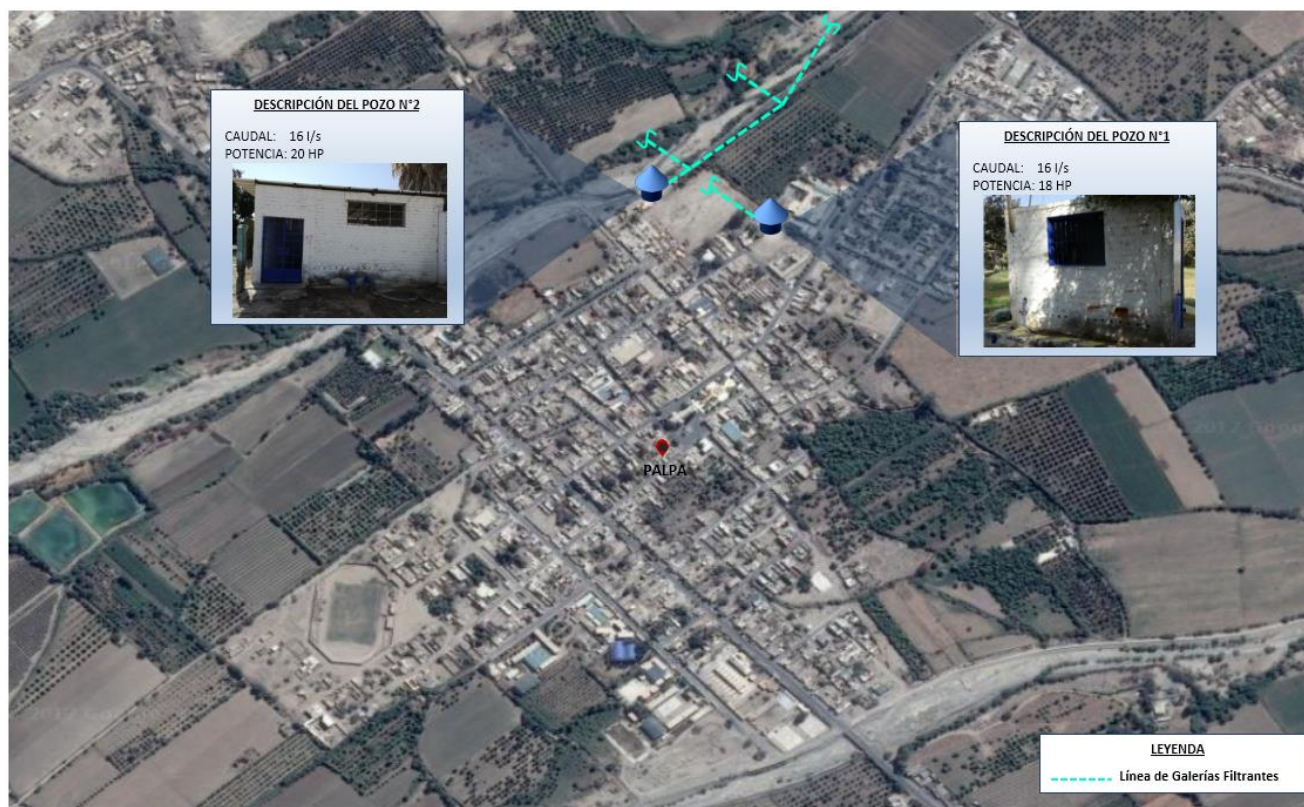 DESCRIPCIÓN DEL POZO N°2
CAUDAL: 16 l/s
POTENCIA: 20 HP
DESCRIPCIÓN DEL POZO N°1
CAUDAL: 16 l/s
POTENCIA: 18 HP
PALPA
LEYENDA
Línea de Galerías Filtrantes